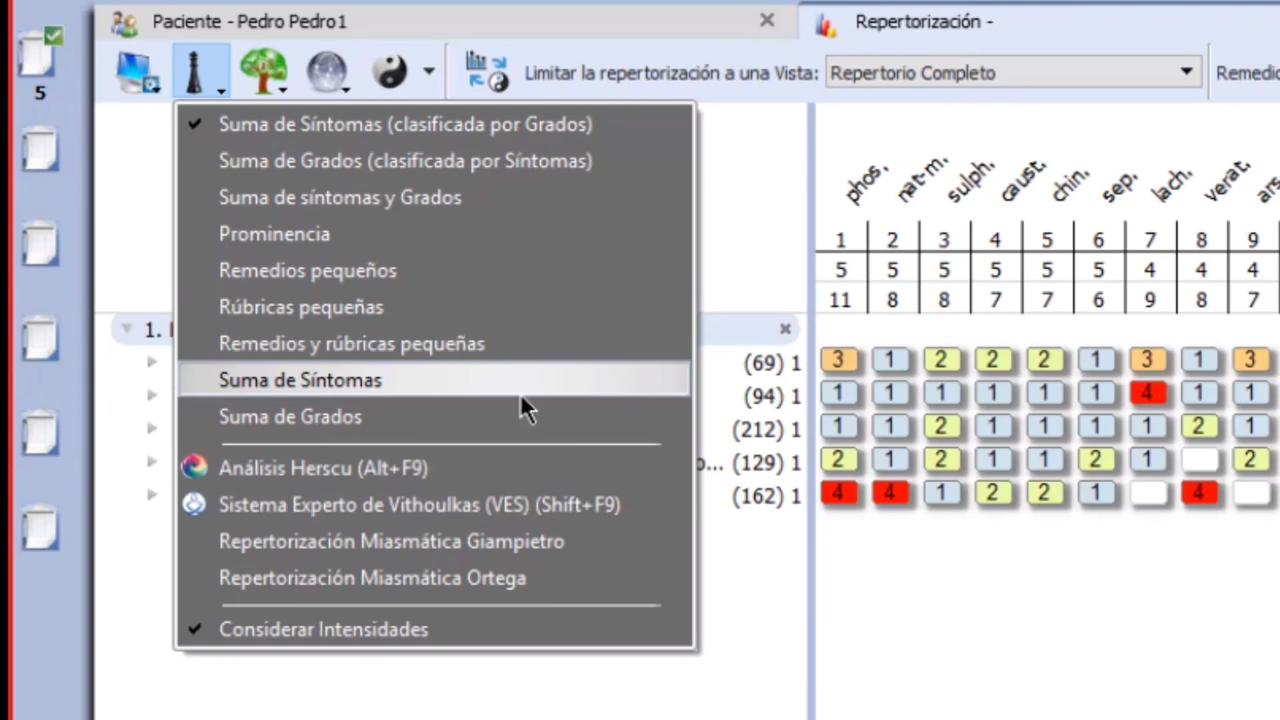 Paciente - Pedro Pedro1
Repertorización -
5
Limitar la repertorización a una Vista: Repertorio Completo
Suma de Síntomas (clasificada por Grados)
Suma de Grados (clasificada por Síntomas)
Suma de síntomas y Grados
Prominencia
Remedios pequeños
Rúbricas pequeñas
Remedios y rúbricas pequeñas
Suma de Síntomas
Suma de Grados
Análisis Herscu (Alt+F9)
Sistema Experto de Vithoulkas (VES) (Shift+F9)
Repertorización Miasmática Giampietro
Repertorización Miasmática Ortega
Considerar Intensidades
1.
(69) 1
(94) 1
(212) 1
o... (129) 1
(162) 1
phos. nat-m. sulph. caust. chin. sep. lach. verat. ars
1 2 3 4 5 6 7 8 9
5 5 5 5 5 5 4 4 4
11 8 8 7 7 6 9 8 7
3 1 2 2 2 1 3 1 3
1 1 1 1 1 1 4 1 1
1 1 2 1 1 1 1 2 1
2 1 2 1 1 2 1 2
4 4 1 2 2 1 4